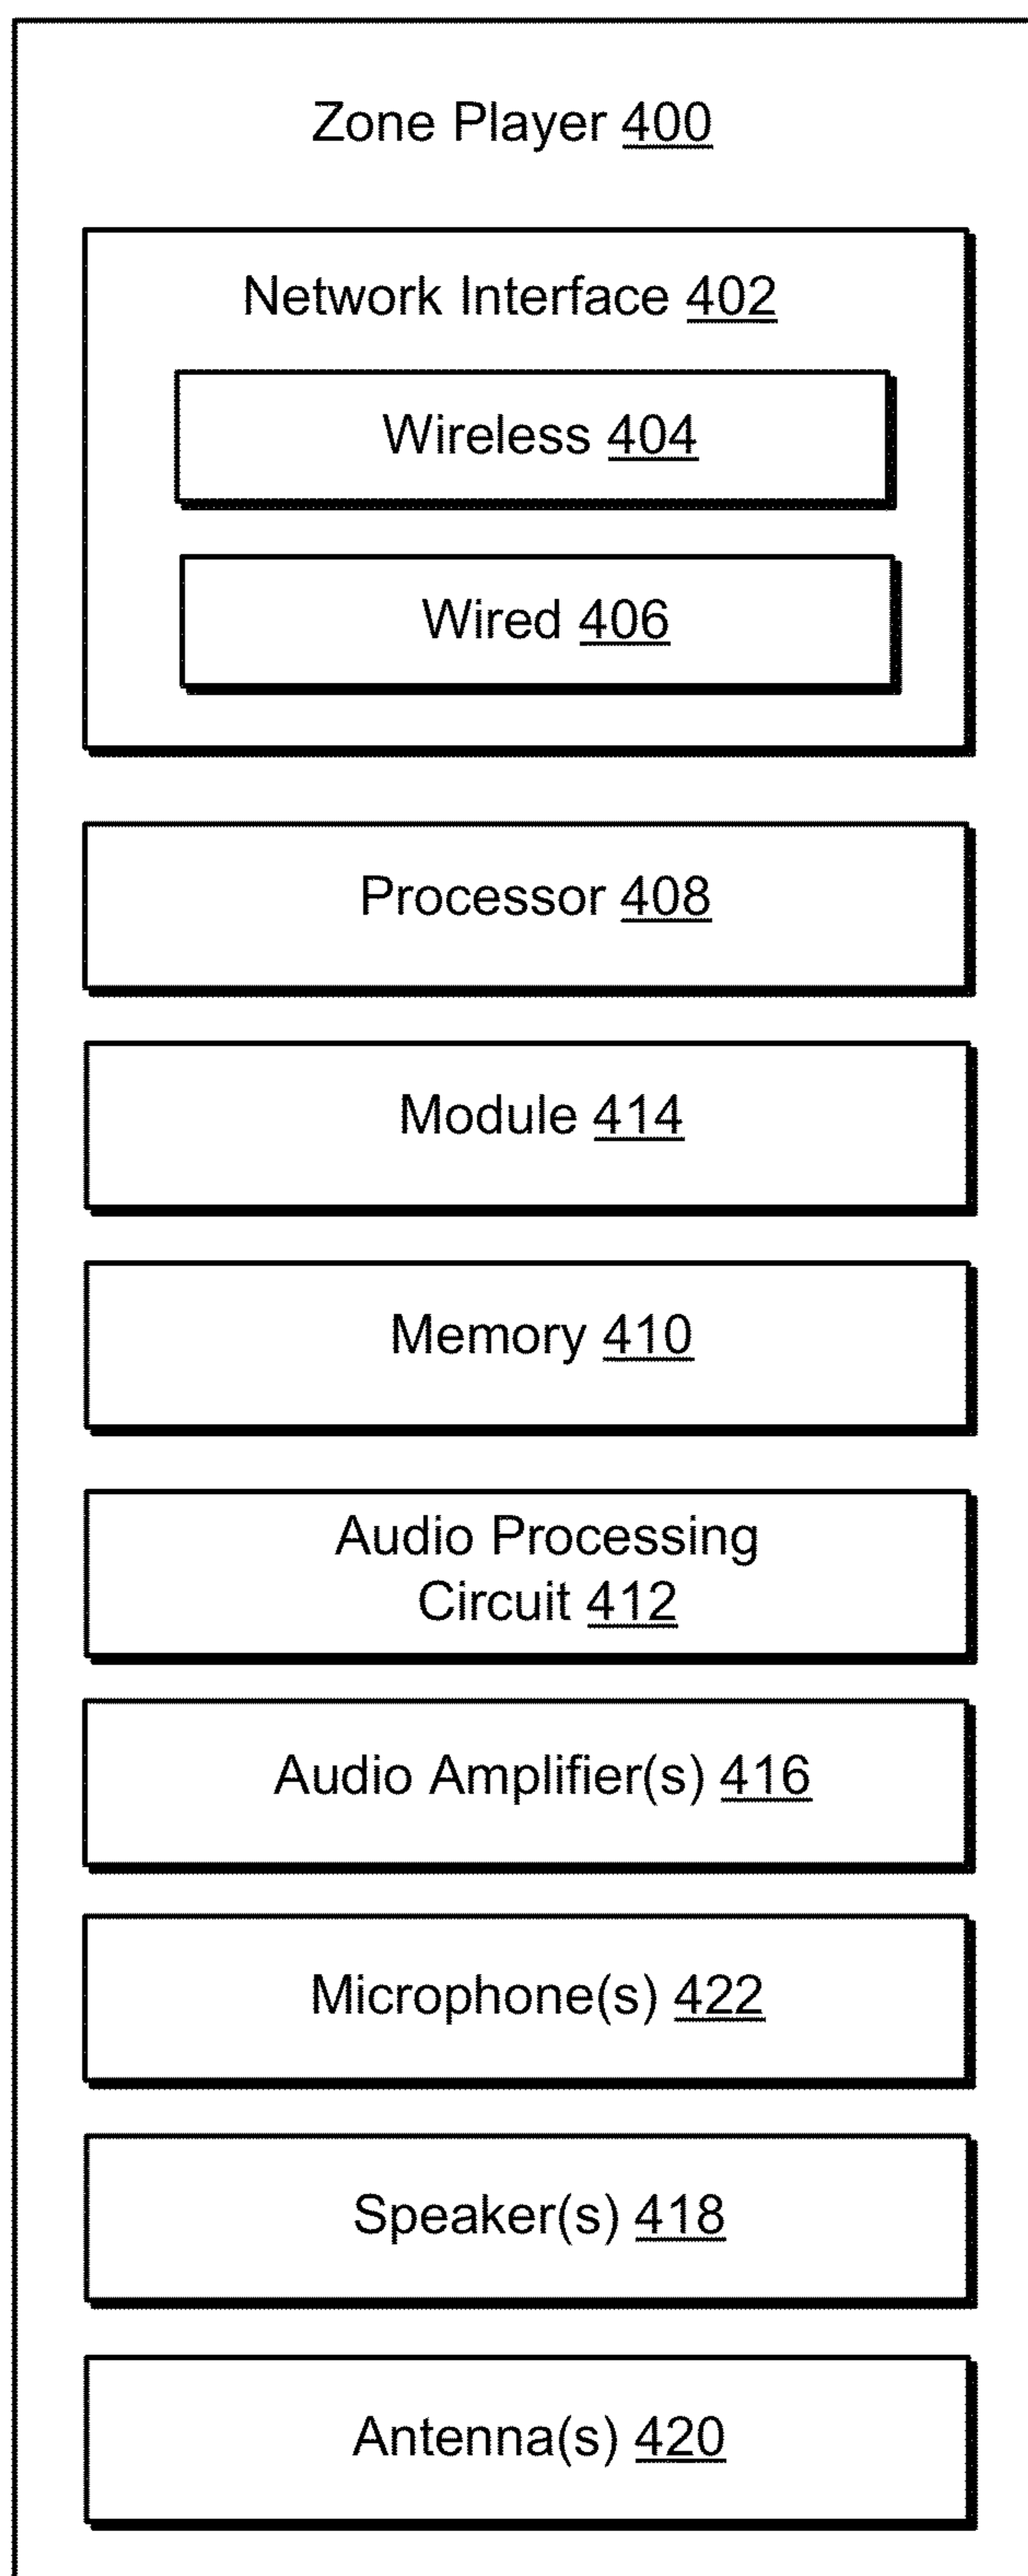 Zone Player 400
Network Interface 402
Wireless 404
Wired 406
Processor 408
Module 414
Memory 410
Audio Processing
Circuit 412
Audio Amplifier(s) 416
Microphone(s) 422
Speaker(s) 418
Antenna(s) 420